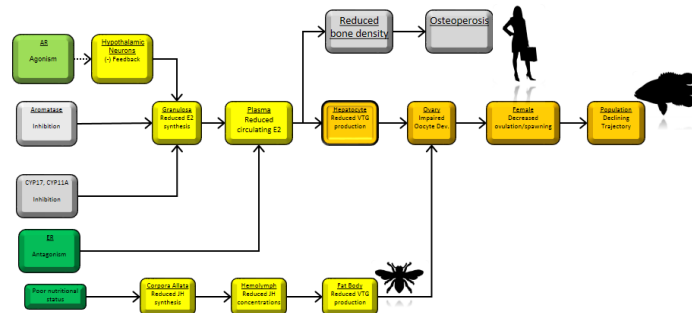 AR
Agonism
Hypothalamic
Neurons
(-) Feedback
Reduced
bone density
Osteoperosis
Aromatase
Inhibition
Granulosa
Reduced E2
synthesis
Plasma
Reduced
circulating E2
Hepatocyte
Reduced VTG
production
Ovary
Impaired
Oocyte Dev.
Female
Decreased
ovulation/spawning
Population
Declining
Trajectory
CYP17, CYP11A
Inhibition
ER
Antagonism
Poor nutritional
status
Corpora Allata
Reduced JH
synthesis
Hemolymph
Reduced JH
concentrations
Fat Body
Reduced VTG
production